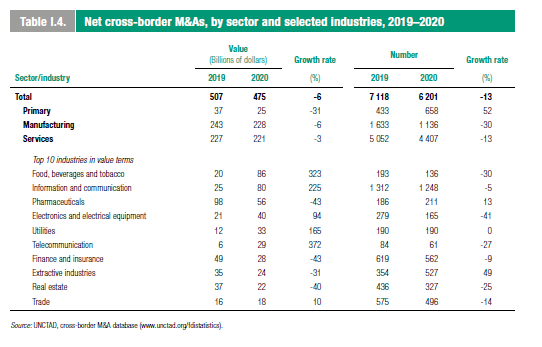 Table I.4. Net cross-border M&As, by sector and selected industries, 2019–2020
Value
(Billions of dollars) Growth rate Number Growth rate
Sector/industry 2019 2020 (%) 2019 2020 (%)
Total 507 475 -6 7 118 6 201 -13
Primary 37 25 -31 433 658 52
Manufacturing 243 228 -6 1 633 1 136 -30
Services 227 221 -3 5 052 4 407 -13
Top 10 industries in value terms
Food, beverages and tobacco 20 86 323 193 136 -30
Information and communication 25 80 225 1 312 1 248 -5
Pharmaceuticals 98 56 -43 186 211 13
Electronics and electrical equipment 21 40 94 279 165 -41
Utilities 12 33 165 190 190 0
Telecommunication 6 29 372 84 61 -27
Finance and insurance 49 28 -43 619 562 -9
Extractive industries 35 24 -31 354 527 49
Real estate 37 22 -40 436 327 -25
Trade 16 18 10 575 496 -14
Source: UNCTAD, cross-border M&A database (www.unctad.org/fdistatistics).